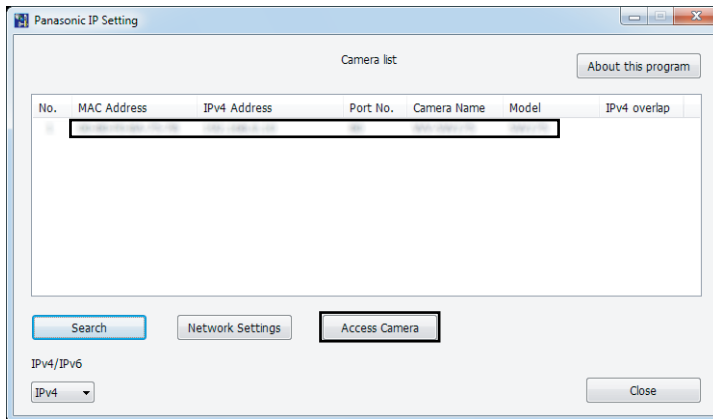 Panasonic IP Setting
Camera list
About this program
No. MAC Address IPv4 Address Port No. Camera Name Model IPv4 overlap
Search Network Settings Access Camera
IPv4/IPv6
IPv4 Close